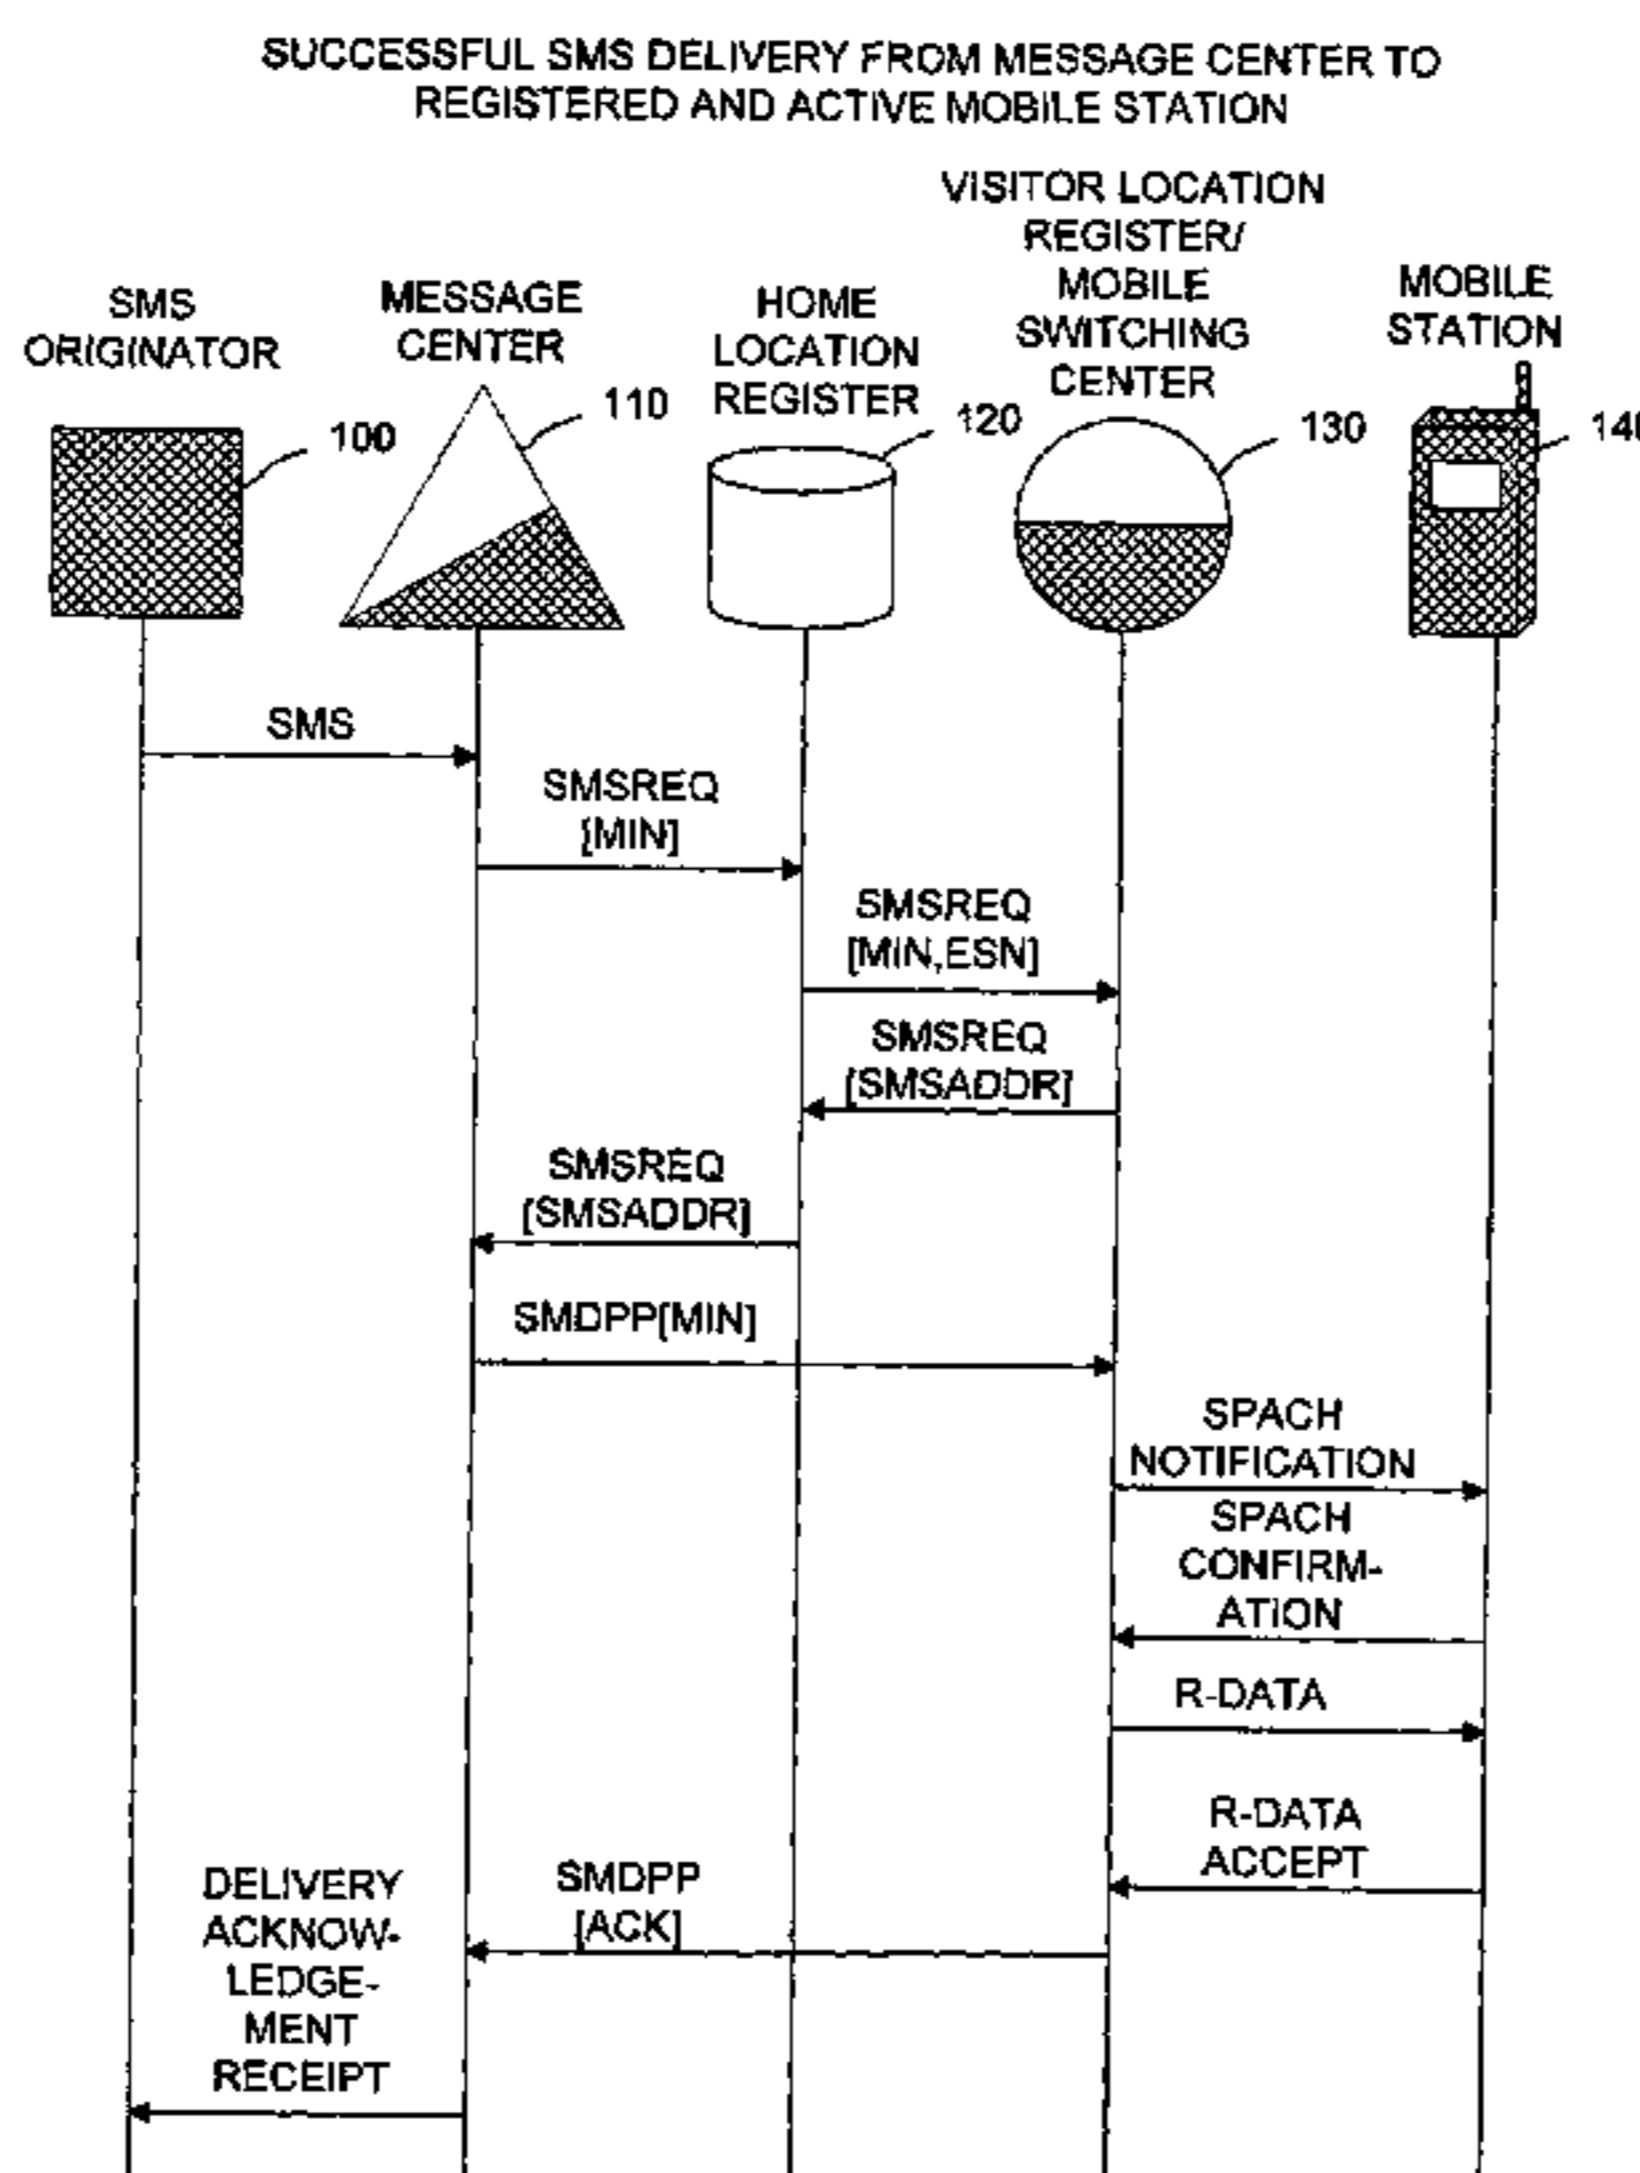 SUCCESSFUL SMS DELIVERY FROM MESSAGE CENTER TO
REGISTERED AND ACTIVE MOBILE STATION
SMS
ORIGINATOR
MESSAGE
CENTER
HOME
LOCATION
REGISTER
VISITOR LOCATION
REGISTER/
MOBILE
SWITCHING
CENTER
MOBILE
STATION
100
110
120
130
140
SMS
SMSREQ
[MIN]
SMSREQ
[MIN,ESN]
SMSREQ
[SMSADDR]
SMSREQ
[SMSADDR]
SMDPP[MIN]
SPACH
NOTIFICATION
SPACH
CONFIRM-
ATION
R-DATA
R-DATA
ACCEPT
SMDPP
[ACK]
DELIVERY
ACKNOW-
LEDGE-
MENT
RECEIPT